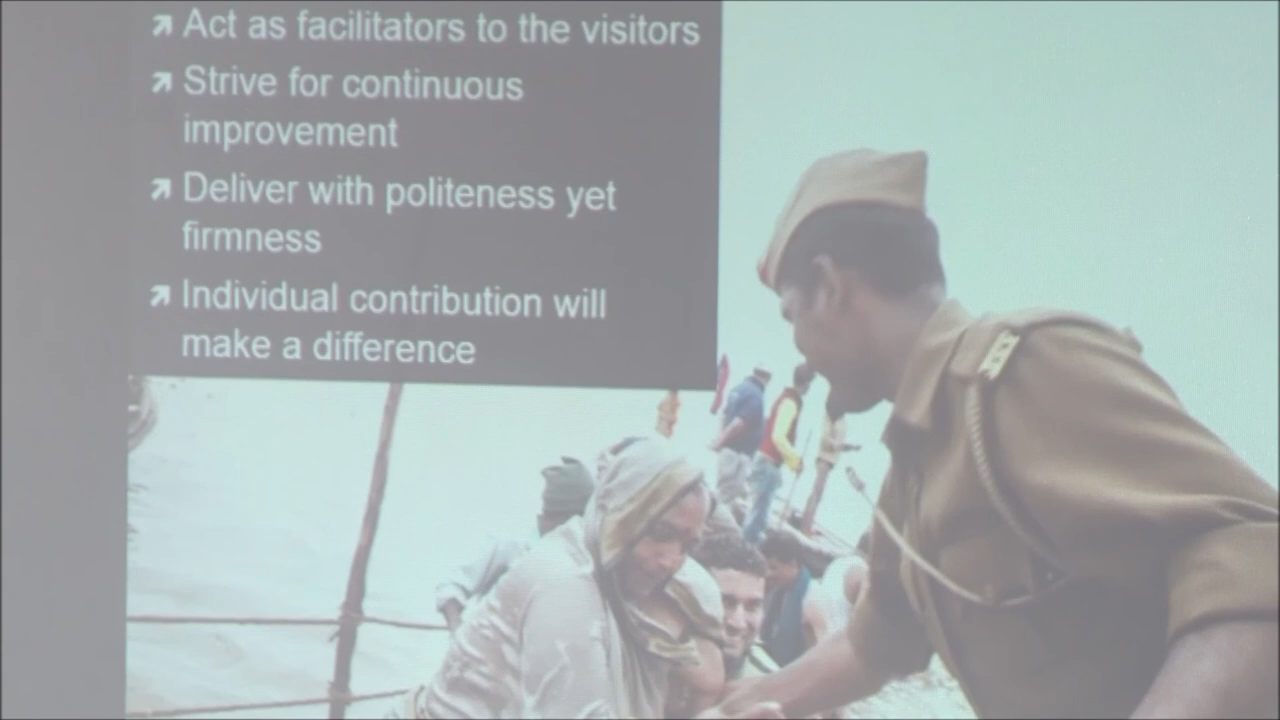 Act as facilitators to the visitors
Strive for continuous
improvement
Deliver with politeness yet
firmness
Individual contribution will
make a difference